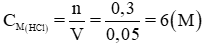 C_M(HCl) = n/V = 0,3/0,05 = 6(M)